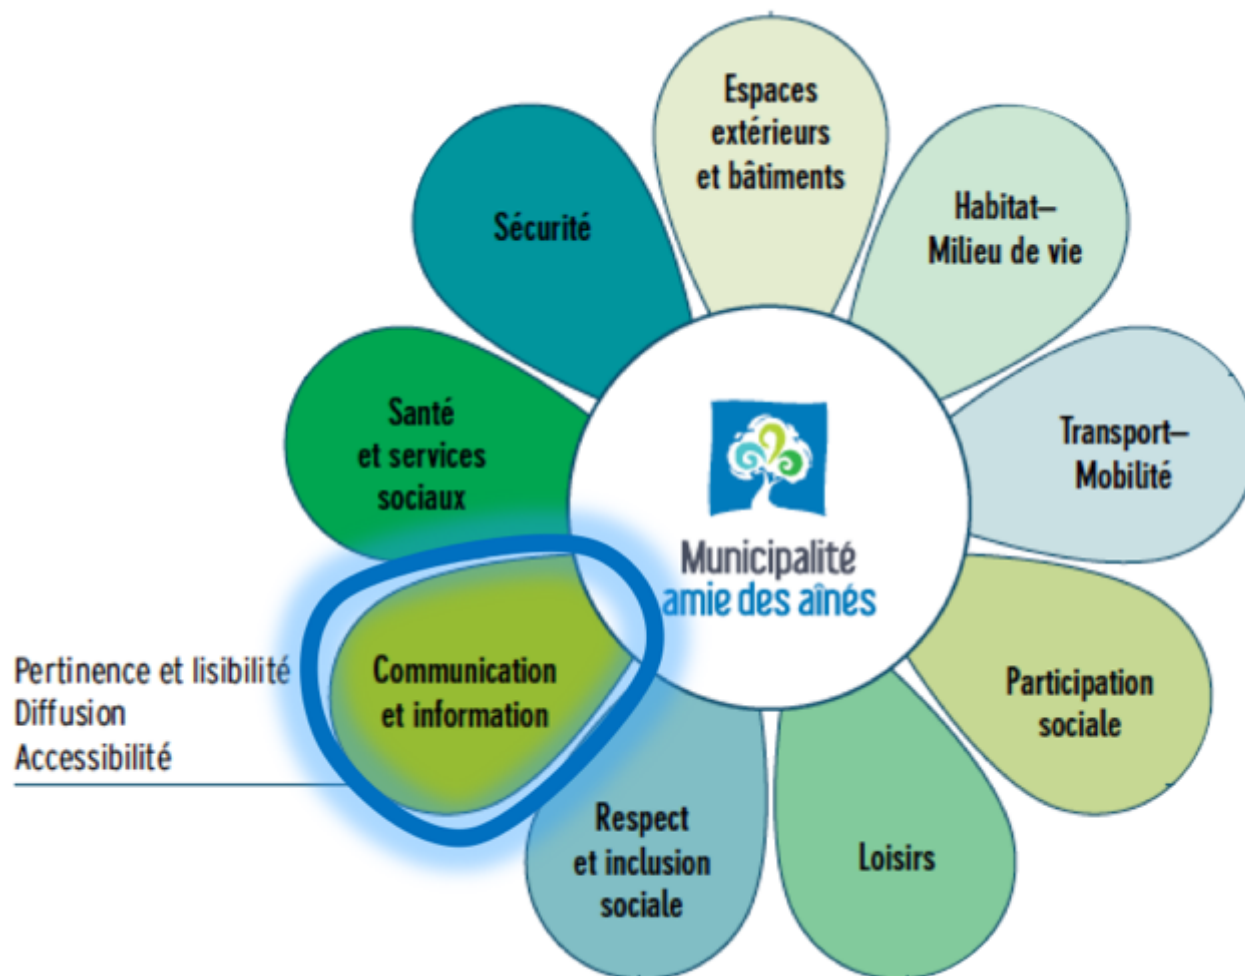 Espaces
extérieurs
et bâtiments
Habitat–
Milieu de vie
Transport–
Mobilité
Participation
sociale
Loisirs
Respect
et inclusion
sociale
Communication
et information
Pertinence et lisibilité
Diffusion
Accessibilité
Santé
et services
sociaux
Sécurité
Municipalité
amie des aînés